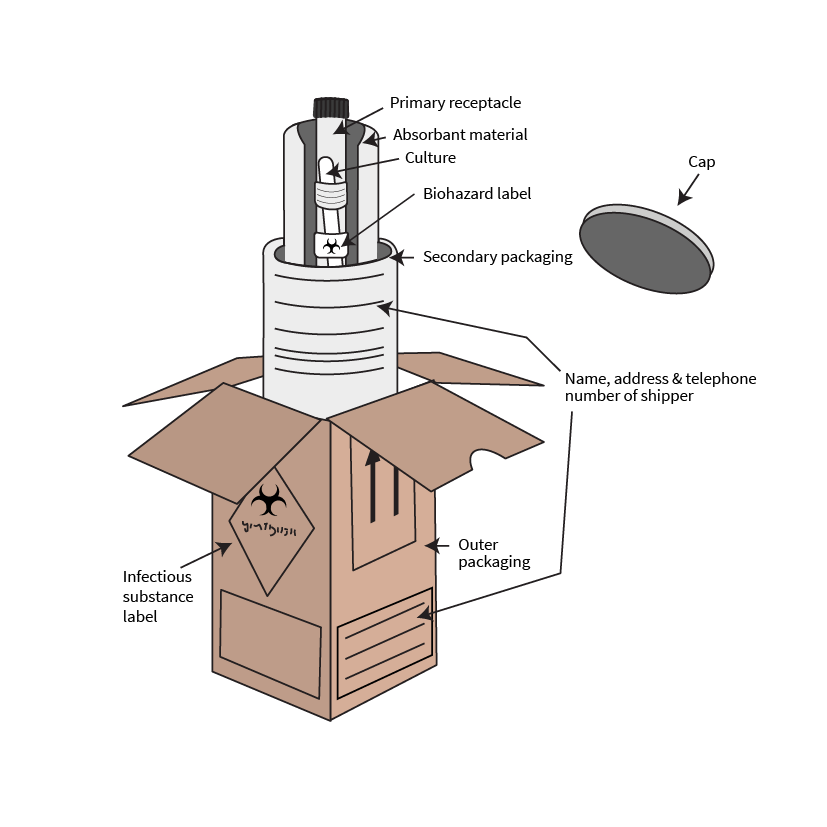 Primary receptacle
Absorbant material
Culture
Cap
Biohazard label
Secondary packaging
Name, address & telephone
number of shipper
Outer
packaging
Infectious
substance
label